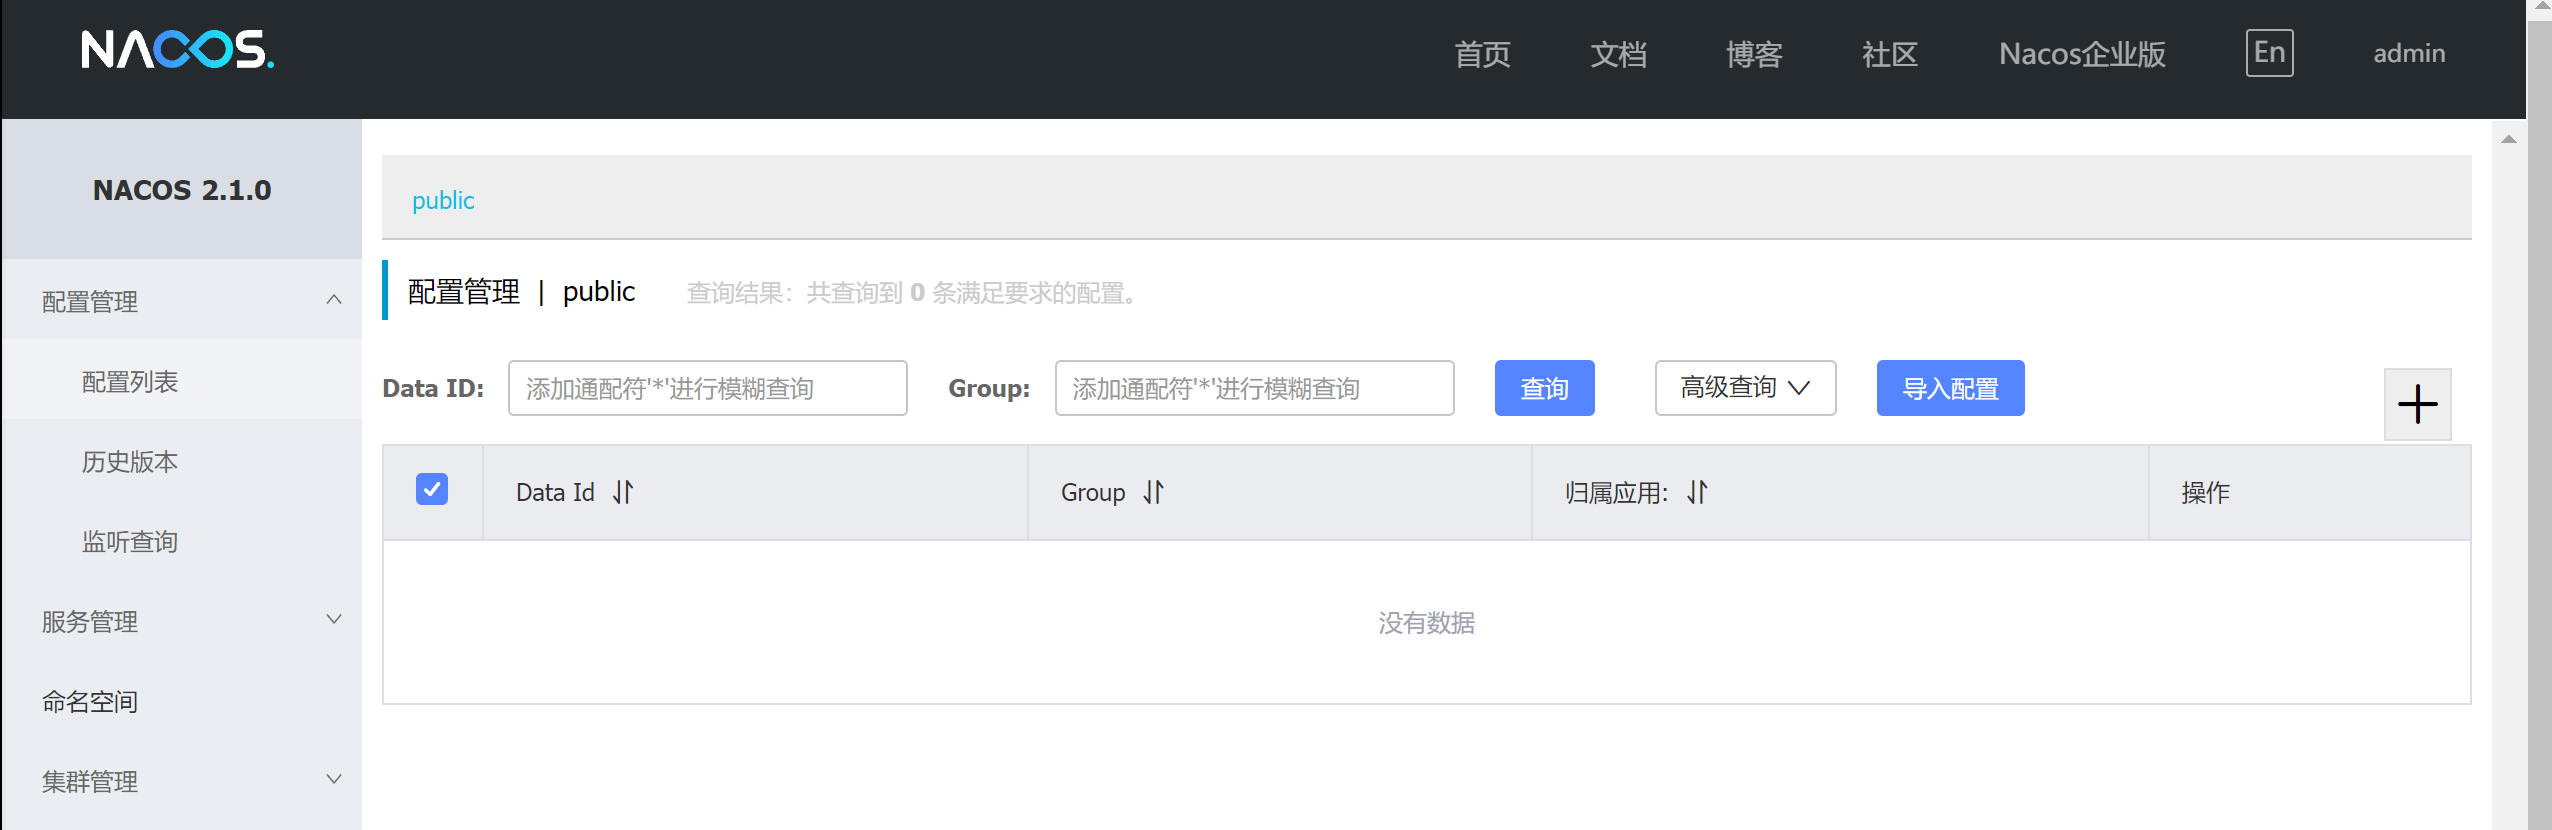 NACOS.
首页 文档 博客 社区 Nacos企业版 En admin
NACOS 2.1.0
配置管理
配置列表
历史版本
监听查询
服务管理
命名空间
集群管理
public
配置管理 | public 查询结果：共查询到 0 条满足要求的配置。
Data ID: 添加通配符'*'进行模糊查询 Group: 添加通配符'*'进行模糊查询 查询 高级查询 导入配置
Data Id Group 归属应用: 操作
没有数据